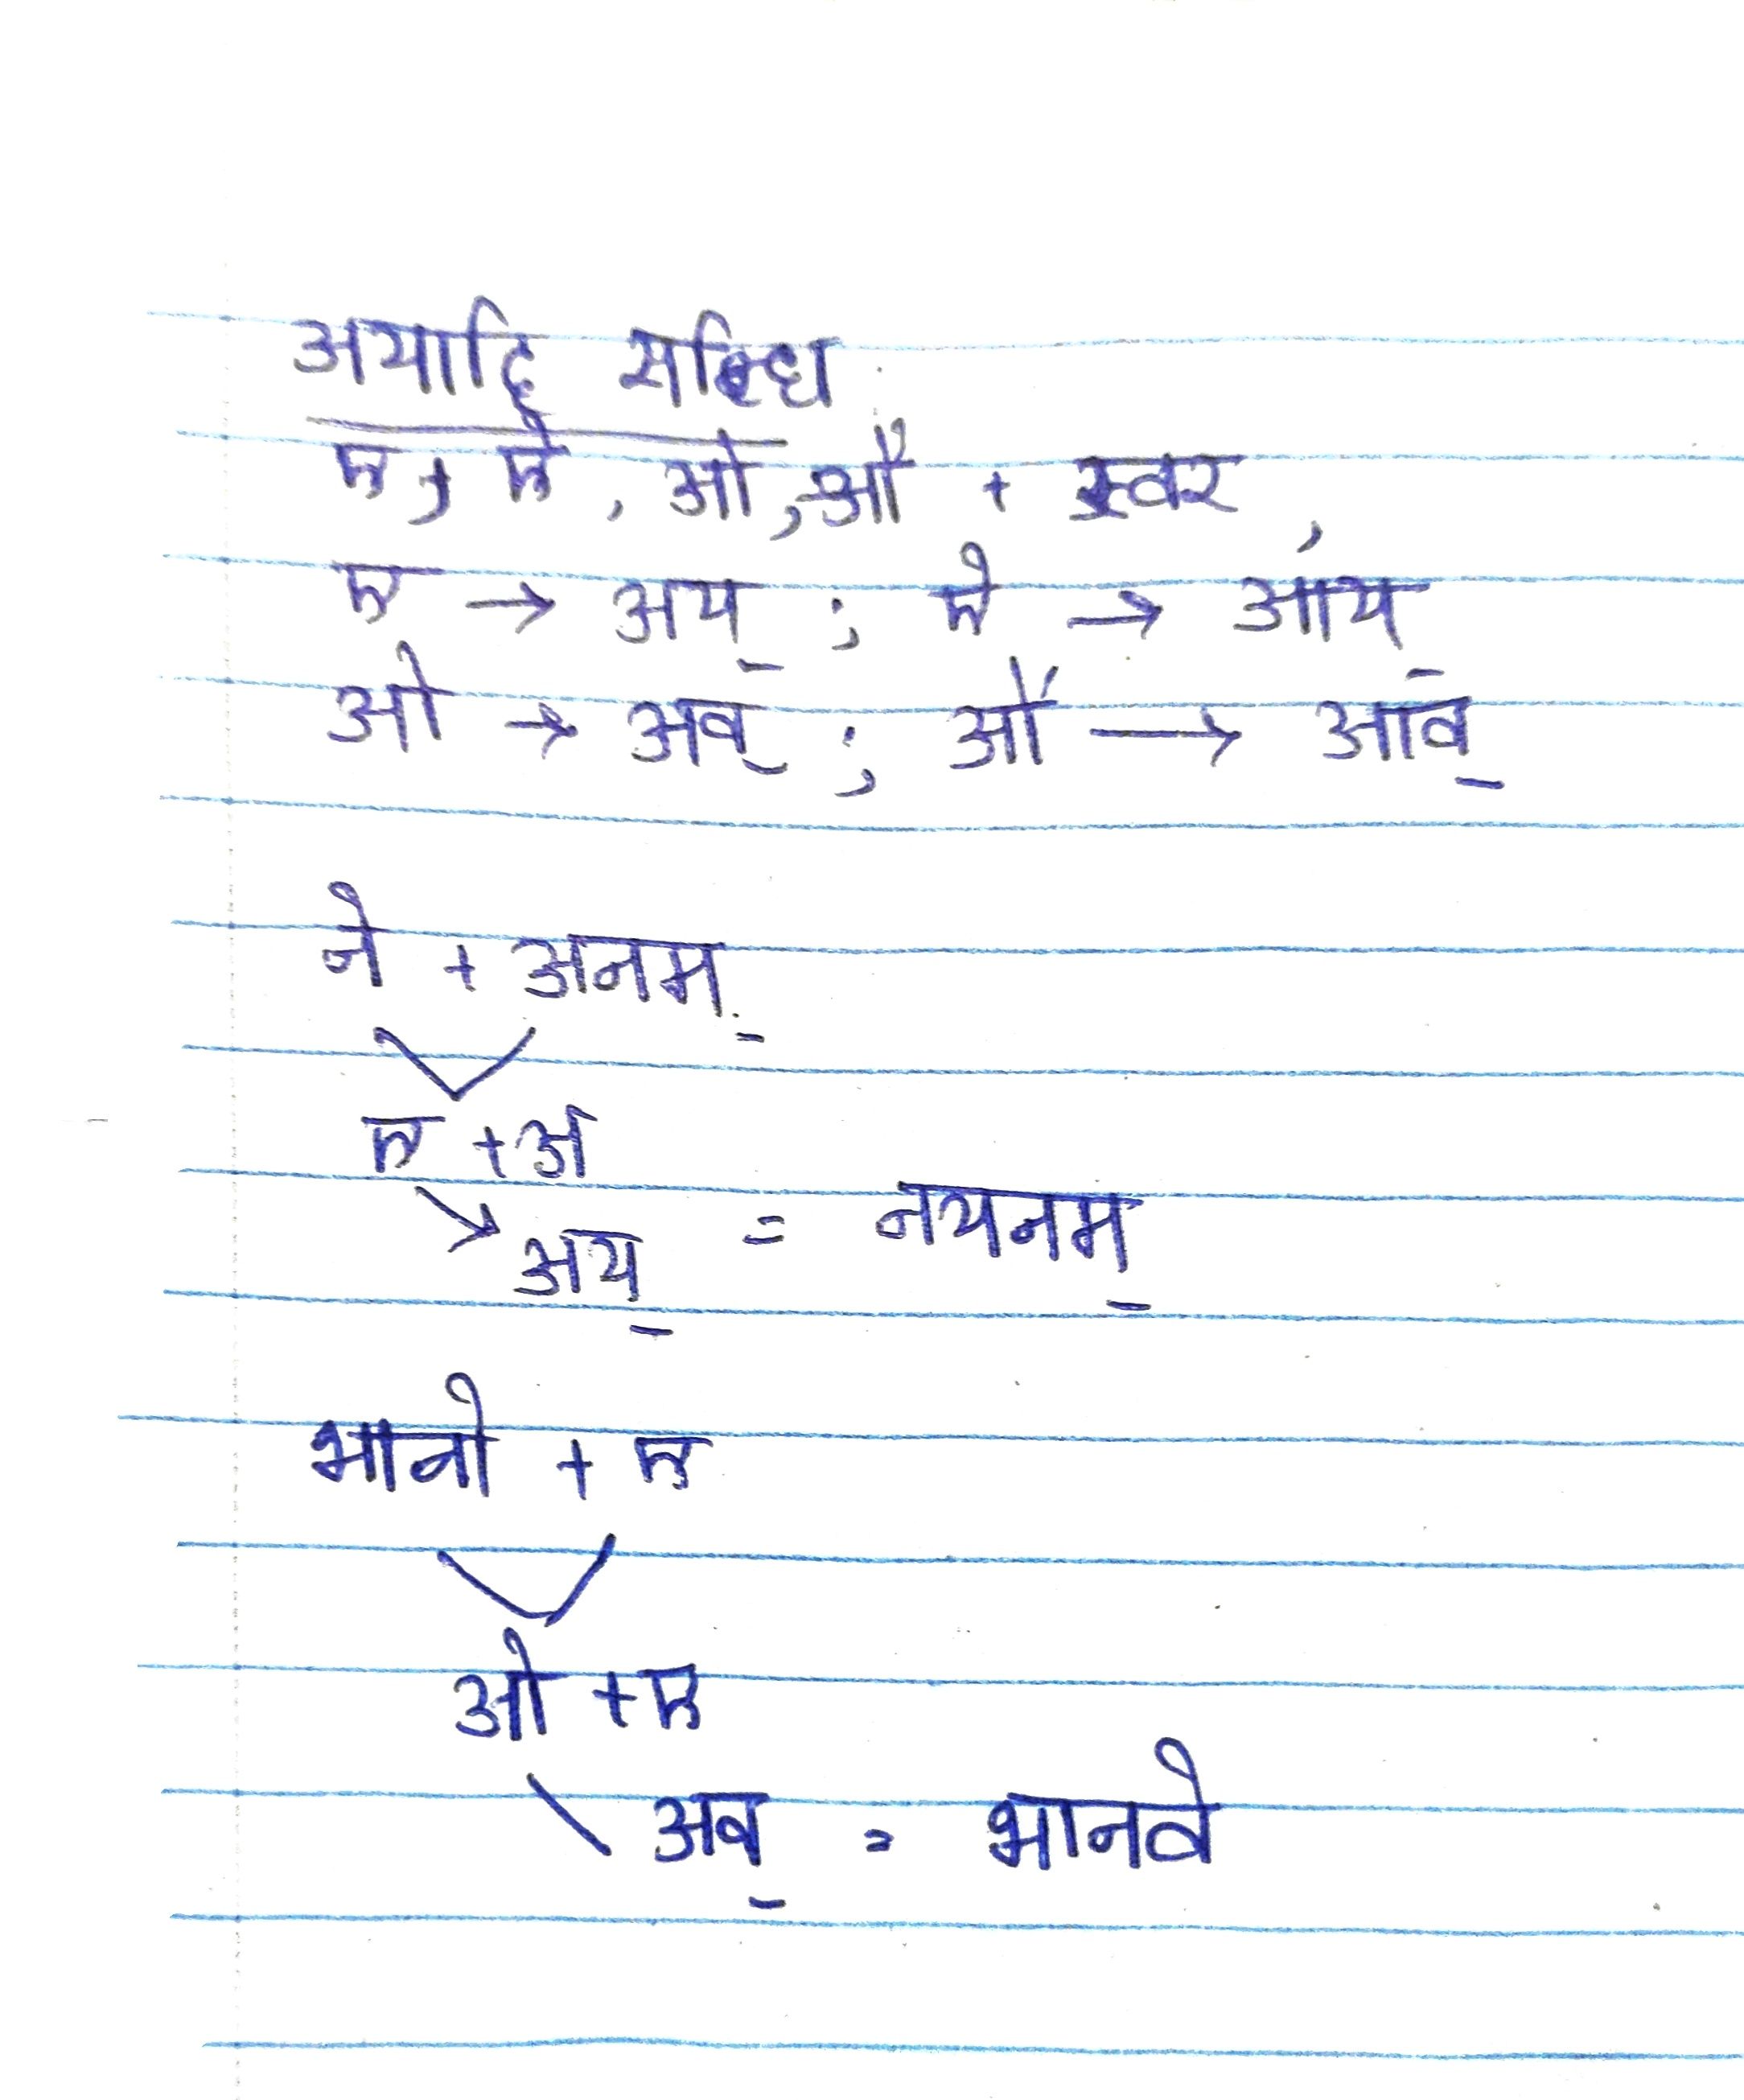 अयादि सन्धि
ए, ऐ, ओ, औ + स्वर,
ए → अय् ; ऐ → आय्
ओ → अव् ; औ → आव्
ने + अनम्
ए + अ
अय् = नयनम्
भानो + ए
ओ + ए
अव् = भानवे